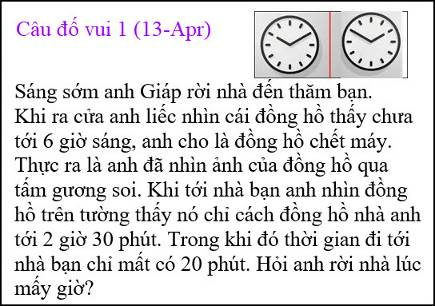 Câu đố vui 1 (13-Apr)
Sáng sớm anh Giáp rời nhà đến thăm bạn.
Khi ra cửa anh liếc nhìn cái đồng hồ thấy chưa
tới 6 giờ sáng, anh cho là đồng hồ chết máy.
Thực ra là anh đã nhìn ảnh của đồng hồ qua
tấm gương soi. Khi tới nhà bạn anh nhìn đồng
hồ trên tường thấy nó chỉ cách đồng hồ nhà anh
tới 2 giờ 30 phút. Trong khi đó thời gian đi tới
nhà bạn chỉ mất có 20 phút. Hỏi anh rời nhà lúc
mấy giờ?